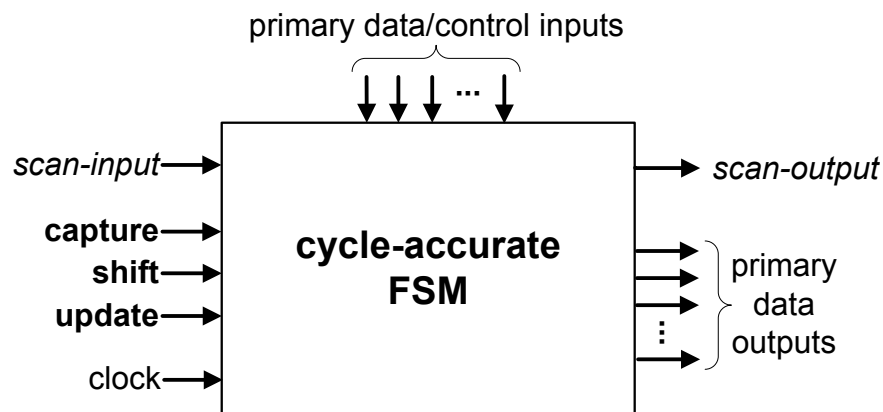 primary data/control inputs
...
scan-input
capture
shift
update
clock
cycle-accurate
FSM
scan-output
primary
data
outputs
...